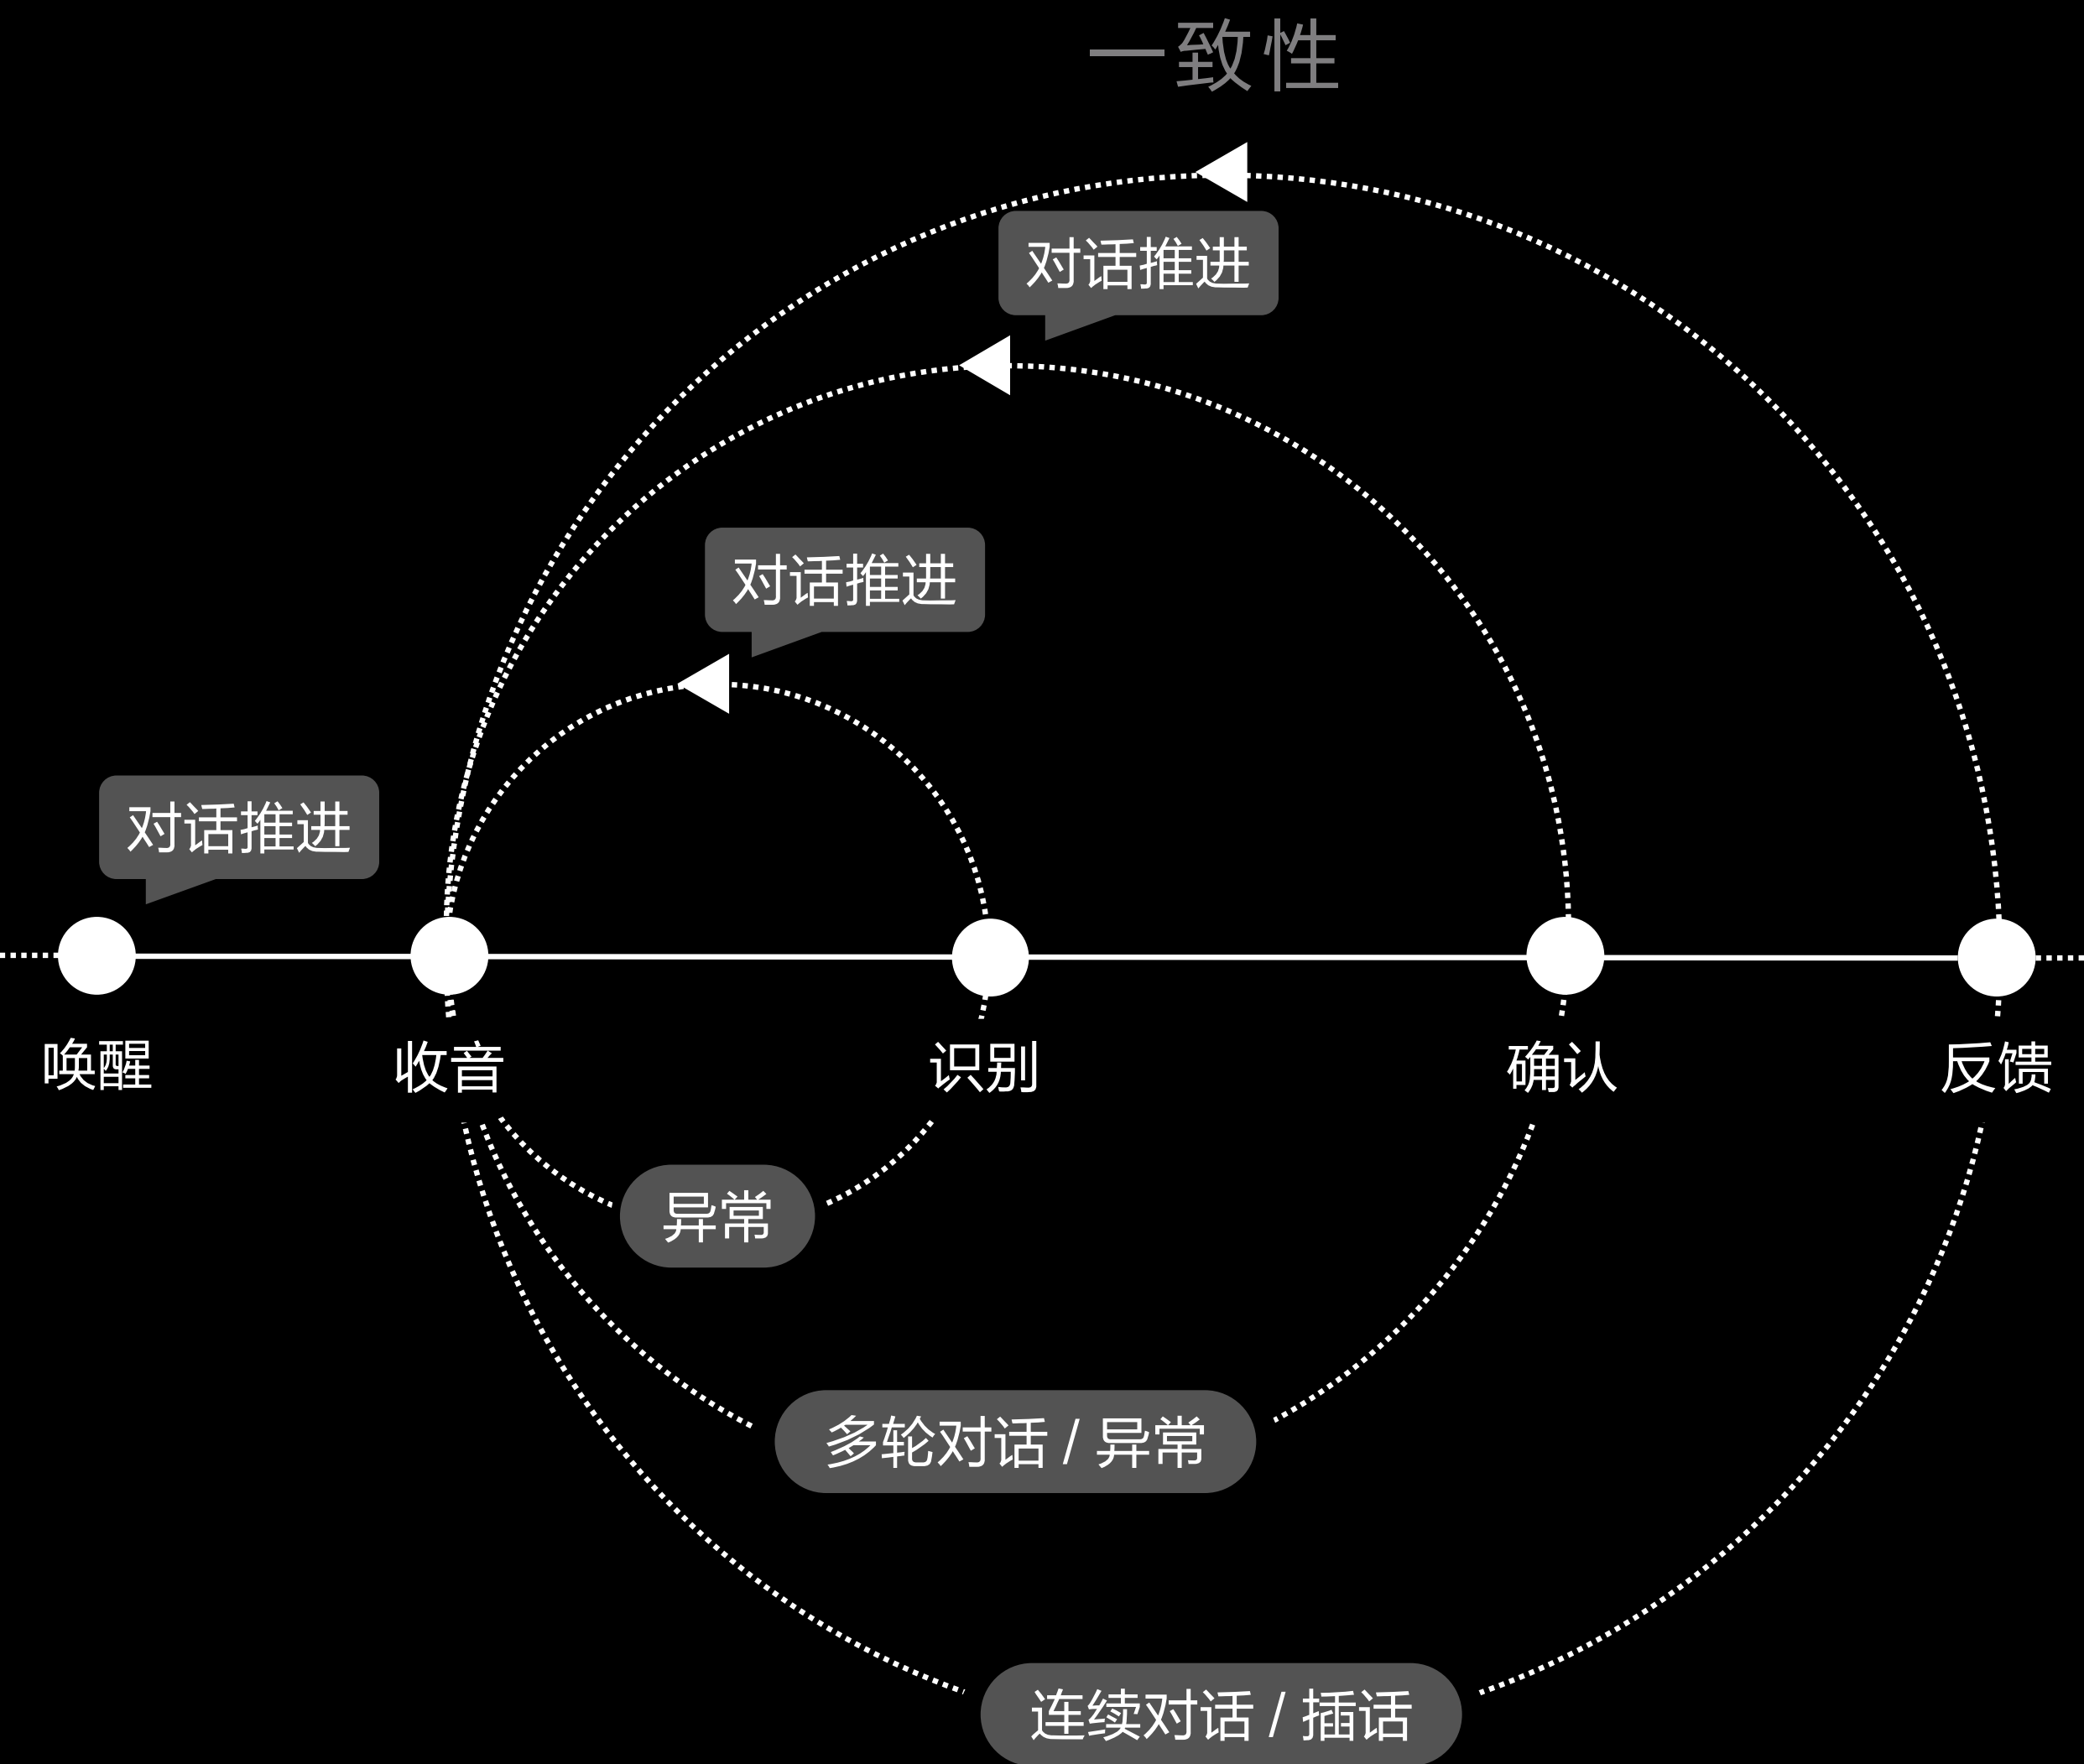 一致性
对话推进
对话推进
对话推进
唤醒
收音
识别
确认
反馈
异常
多轮对话 / 异常
连续对话 / 插话